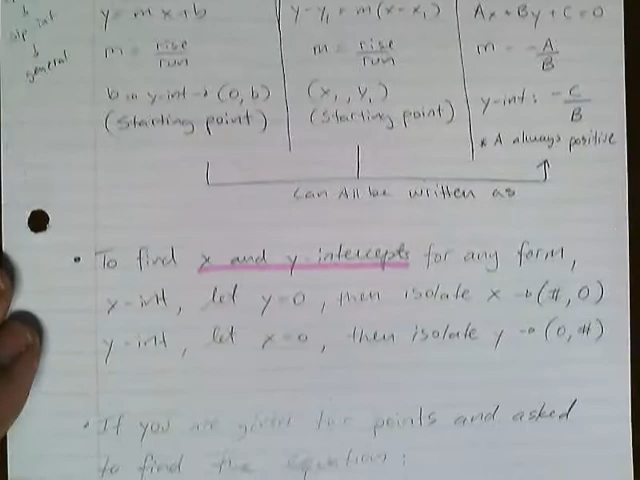 y = mx+b
m = rise/run
b → y-int → (0, b)
(Starting point)
y-y₁ = m(x-x₁)
m = rise/run
(x₁, y₁)
(Starting point)
Ax+By+C=0
m = -A/B
y-int: -C/B
* A always positive
general
can All be written as
• To find x and y-intercepts for any form,
x-int, let y=0, then isolate x → (#, 0)
y-int, let x=0, then isolate y → (0, #)
• If you are given two points and asked
to find the equation: